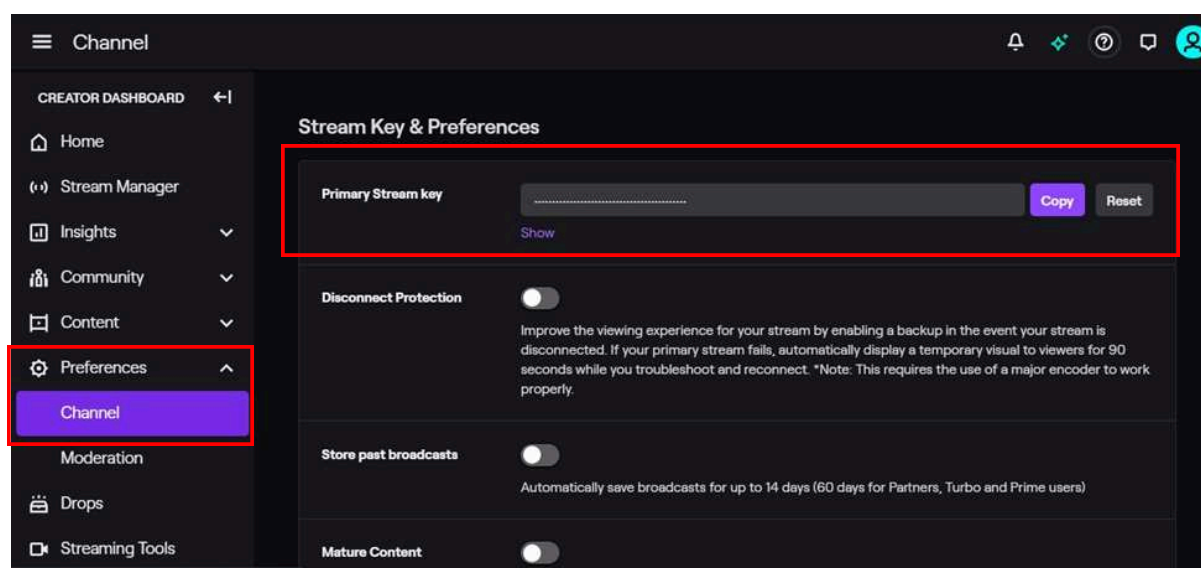 Channel
CREATOR DASHBOARD
Home
Stream Manager
Insights
Community
Content
Preferences
Channel
Moderation
Drops
Streaming Tools
Stream Key & Preferences
Primary Stream key
Copy
Reset
Show
Disconnect Protection
Improve the viewing experience for your stream by enabling a backup in the event your stream is
disconnected. If your primary stream fails, automatically display a temporary visual to viewers for 90
seconds while you troubleshoot and reconnect. *Note: This requires the use of a major encoder to work
properly.
Store past broadcasts
Automatically save broadcasts for up to 14 days (60 days for Partners, Turbo and Prime users)
Mature Content